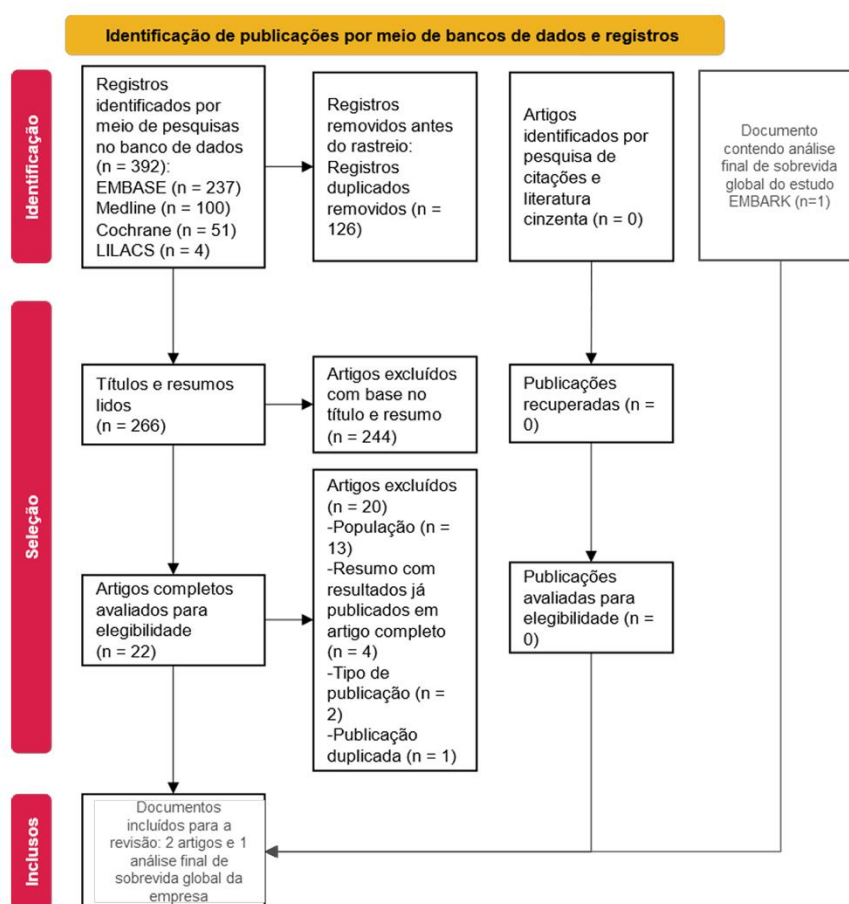 Identificação de publicações por meio de bancos de dados e registros
Identificação
Registros
identificados por
meio de pesquisas
no banco de dados
(n = 392):
EMBASE (n = 237)
Medline (n = 100)
Cochrane (n = 51)
LILACS (n = 4)
Registros
removidos antes
do rastreio:
Registros
duplicados
removidos (n =
126)
Artigos
identificados por
pesquisa de
citações e
literatura
cinzenta (n = 0)
Documento
contendo análise
final de sobrevida
global do estudo
EMBARK (n=1)
Seleção
Títulos e resumos
lidos
(n = 266)
Artigos excluídos
com base no
título e resumo
(n = 244)
Publicações
recuperadas (n =
0)
Artigos completos
avaliados para
elegibilidade
(n = 22)
Artigos excluídos
(n = 20)
-População (n =
13)
-Resumo com
resultados já
publicados em
artigo completo
(n = 4)
-Tipo de
publicação (n =
2)
-Publicação
duplicada (n = 1)
Publicações
avaliadas para
elegibilidade (n =
0)
Inclusos
Documentos
incluídos para a
revisão: 2 artigos e 1
análise final de
sobrevida global da
empresa